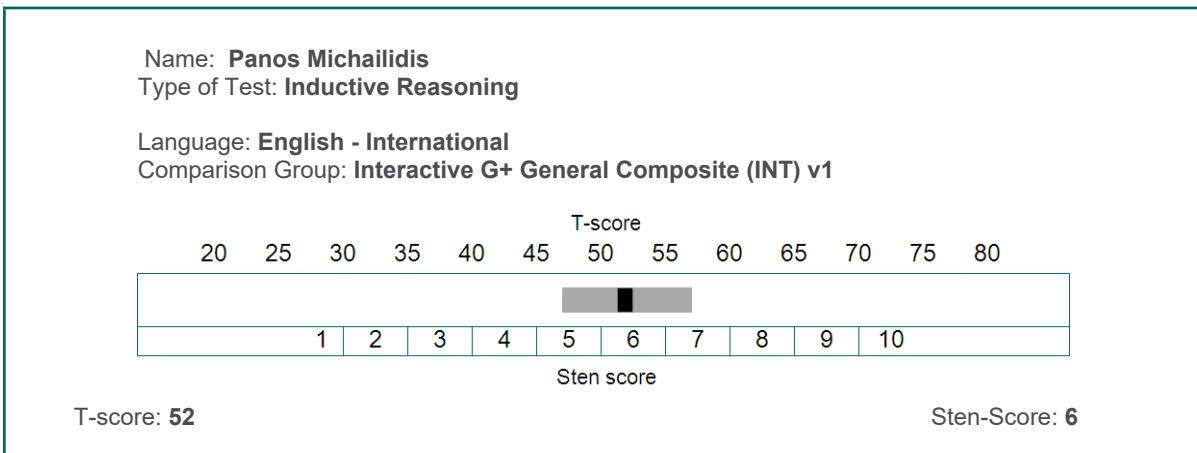 Name: Panos Michailidis
Type of Test: Inductive Reasoning
Language: English - International
Comparison Group: Interactive G+ General Composite (INT) v1
T-score
20 25 30 35 40 45 50 55 60 65 70 75 80
1 2 3 4 5 6 7 8 9 10
Sten score
T-score: 52 Sten-Score: 6